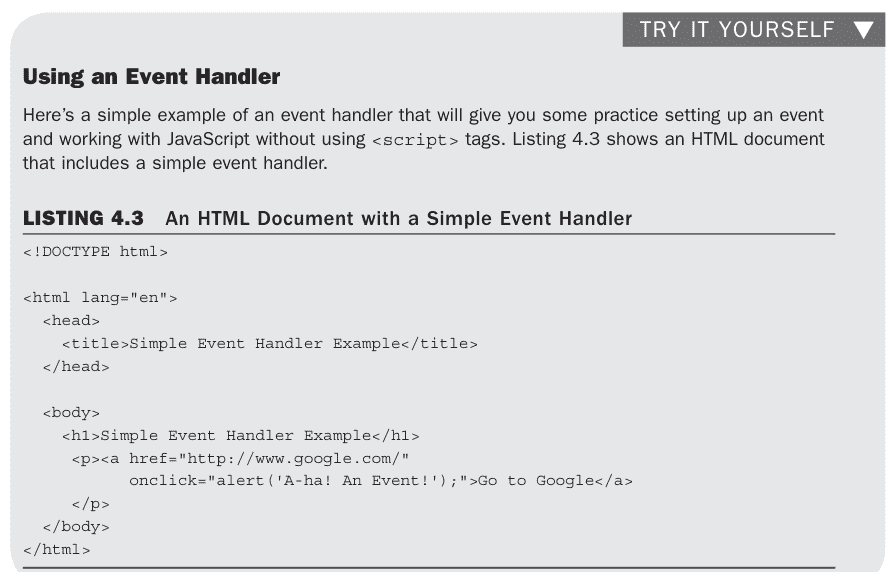 TRY IT YOURSELF ▼
Using an Event Handler
Here's a simple example of an event handler that will give you some practice setting up an event
and working with JavaScript without using <script> tags. Listing 4.3 shows an HTML document
that includes a simple event handler.
LISTING 4.3 An HTML Document with a Simple Event Handler
<!DOCTYPE html>
<html lang="en">
  <head>
    <title>Simple Event Handler Example</title>
  </head>
  <body>
    <h1>Simple Event Handler Example</h1>
     <p><a href="http://www.google.com/"
           onclick="alert('A-ha! An Event!');">Go to Google</a>
     </p>
  </body>
</html>